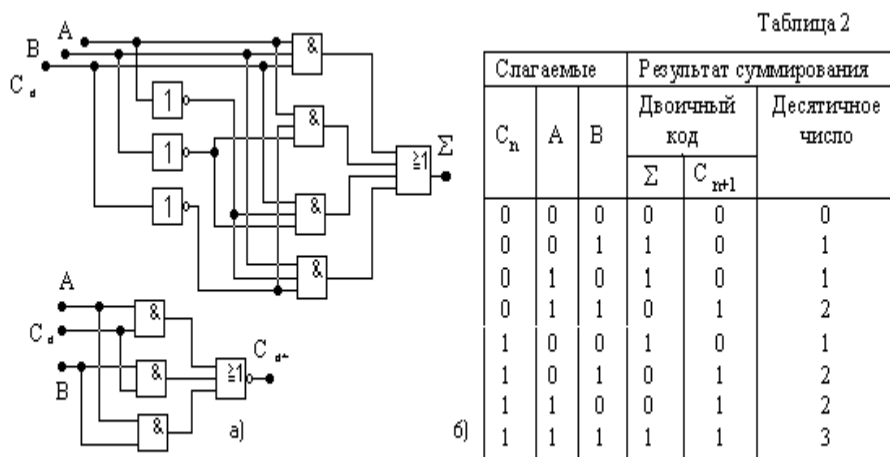 Таблица 2
B A
C d
&
1
&
1
≧1 Σ
&
1
&
A
&
C d
C d+
B
&
≧1
&
а)
б)
Слагаемые Результат суммирования
C n A B Двоичный код Десятичное число
Σ C n+1
0 0 0 0 0 0
0 0 1 1 0 1
0 1 0 1 0 1
0 1 1 0 1 2
1 0 0 1 0 1
1 0 1 0 1 2
1 1 0 0 1 2
1 1 1 1 1 3